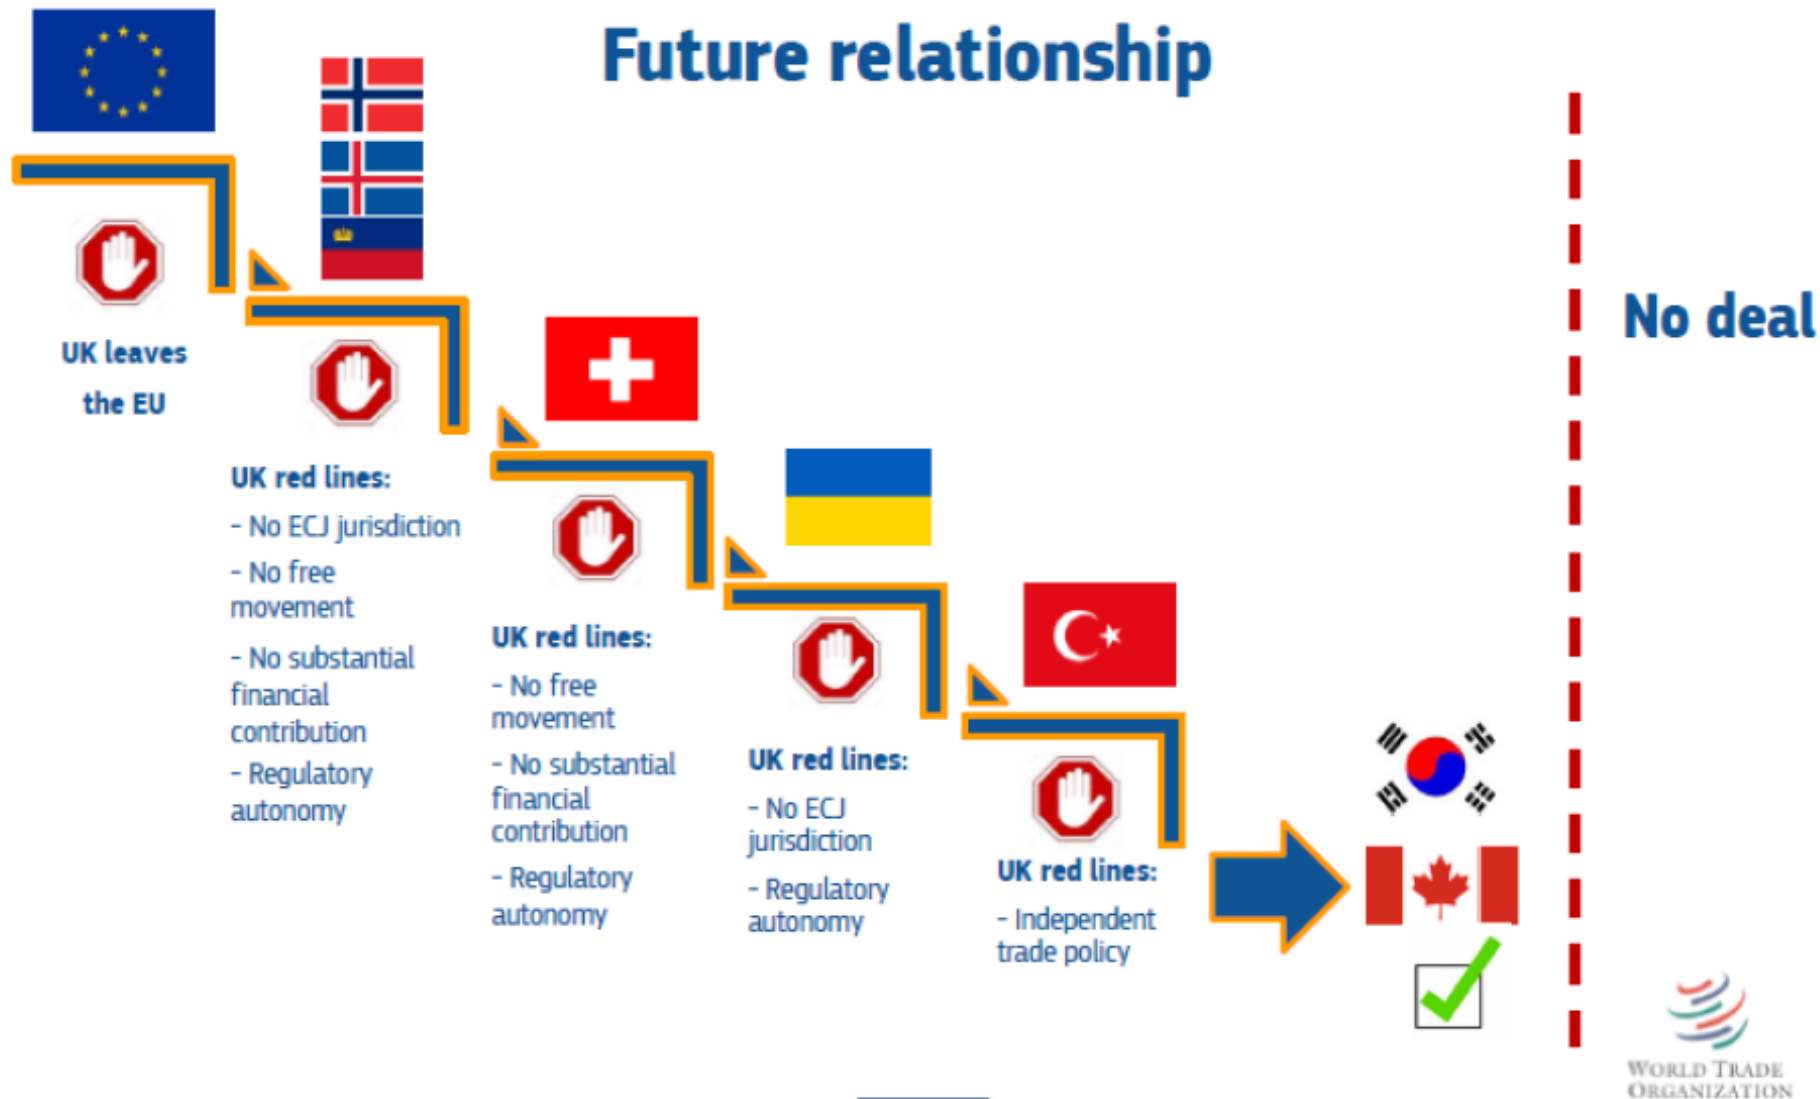 Future relationship
No deal
UK leaves
the EU
UK red lines:
- No ECJ jurisdiction
- No free
movement
- No substantial
financial
contribution
- Regulatory
autonomy
UK red lines:
- No free
movement
- No substantial
financial
contribution
- Regulatory
autonomy
UK red lines:
- No ECJ
jurisdiction
- Regulatory
autonomy
UK red lines:
- Independent
trade policy
WORLD TRADE
ORGANIZATION